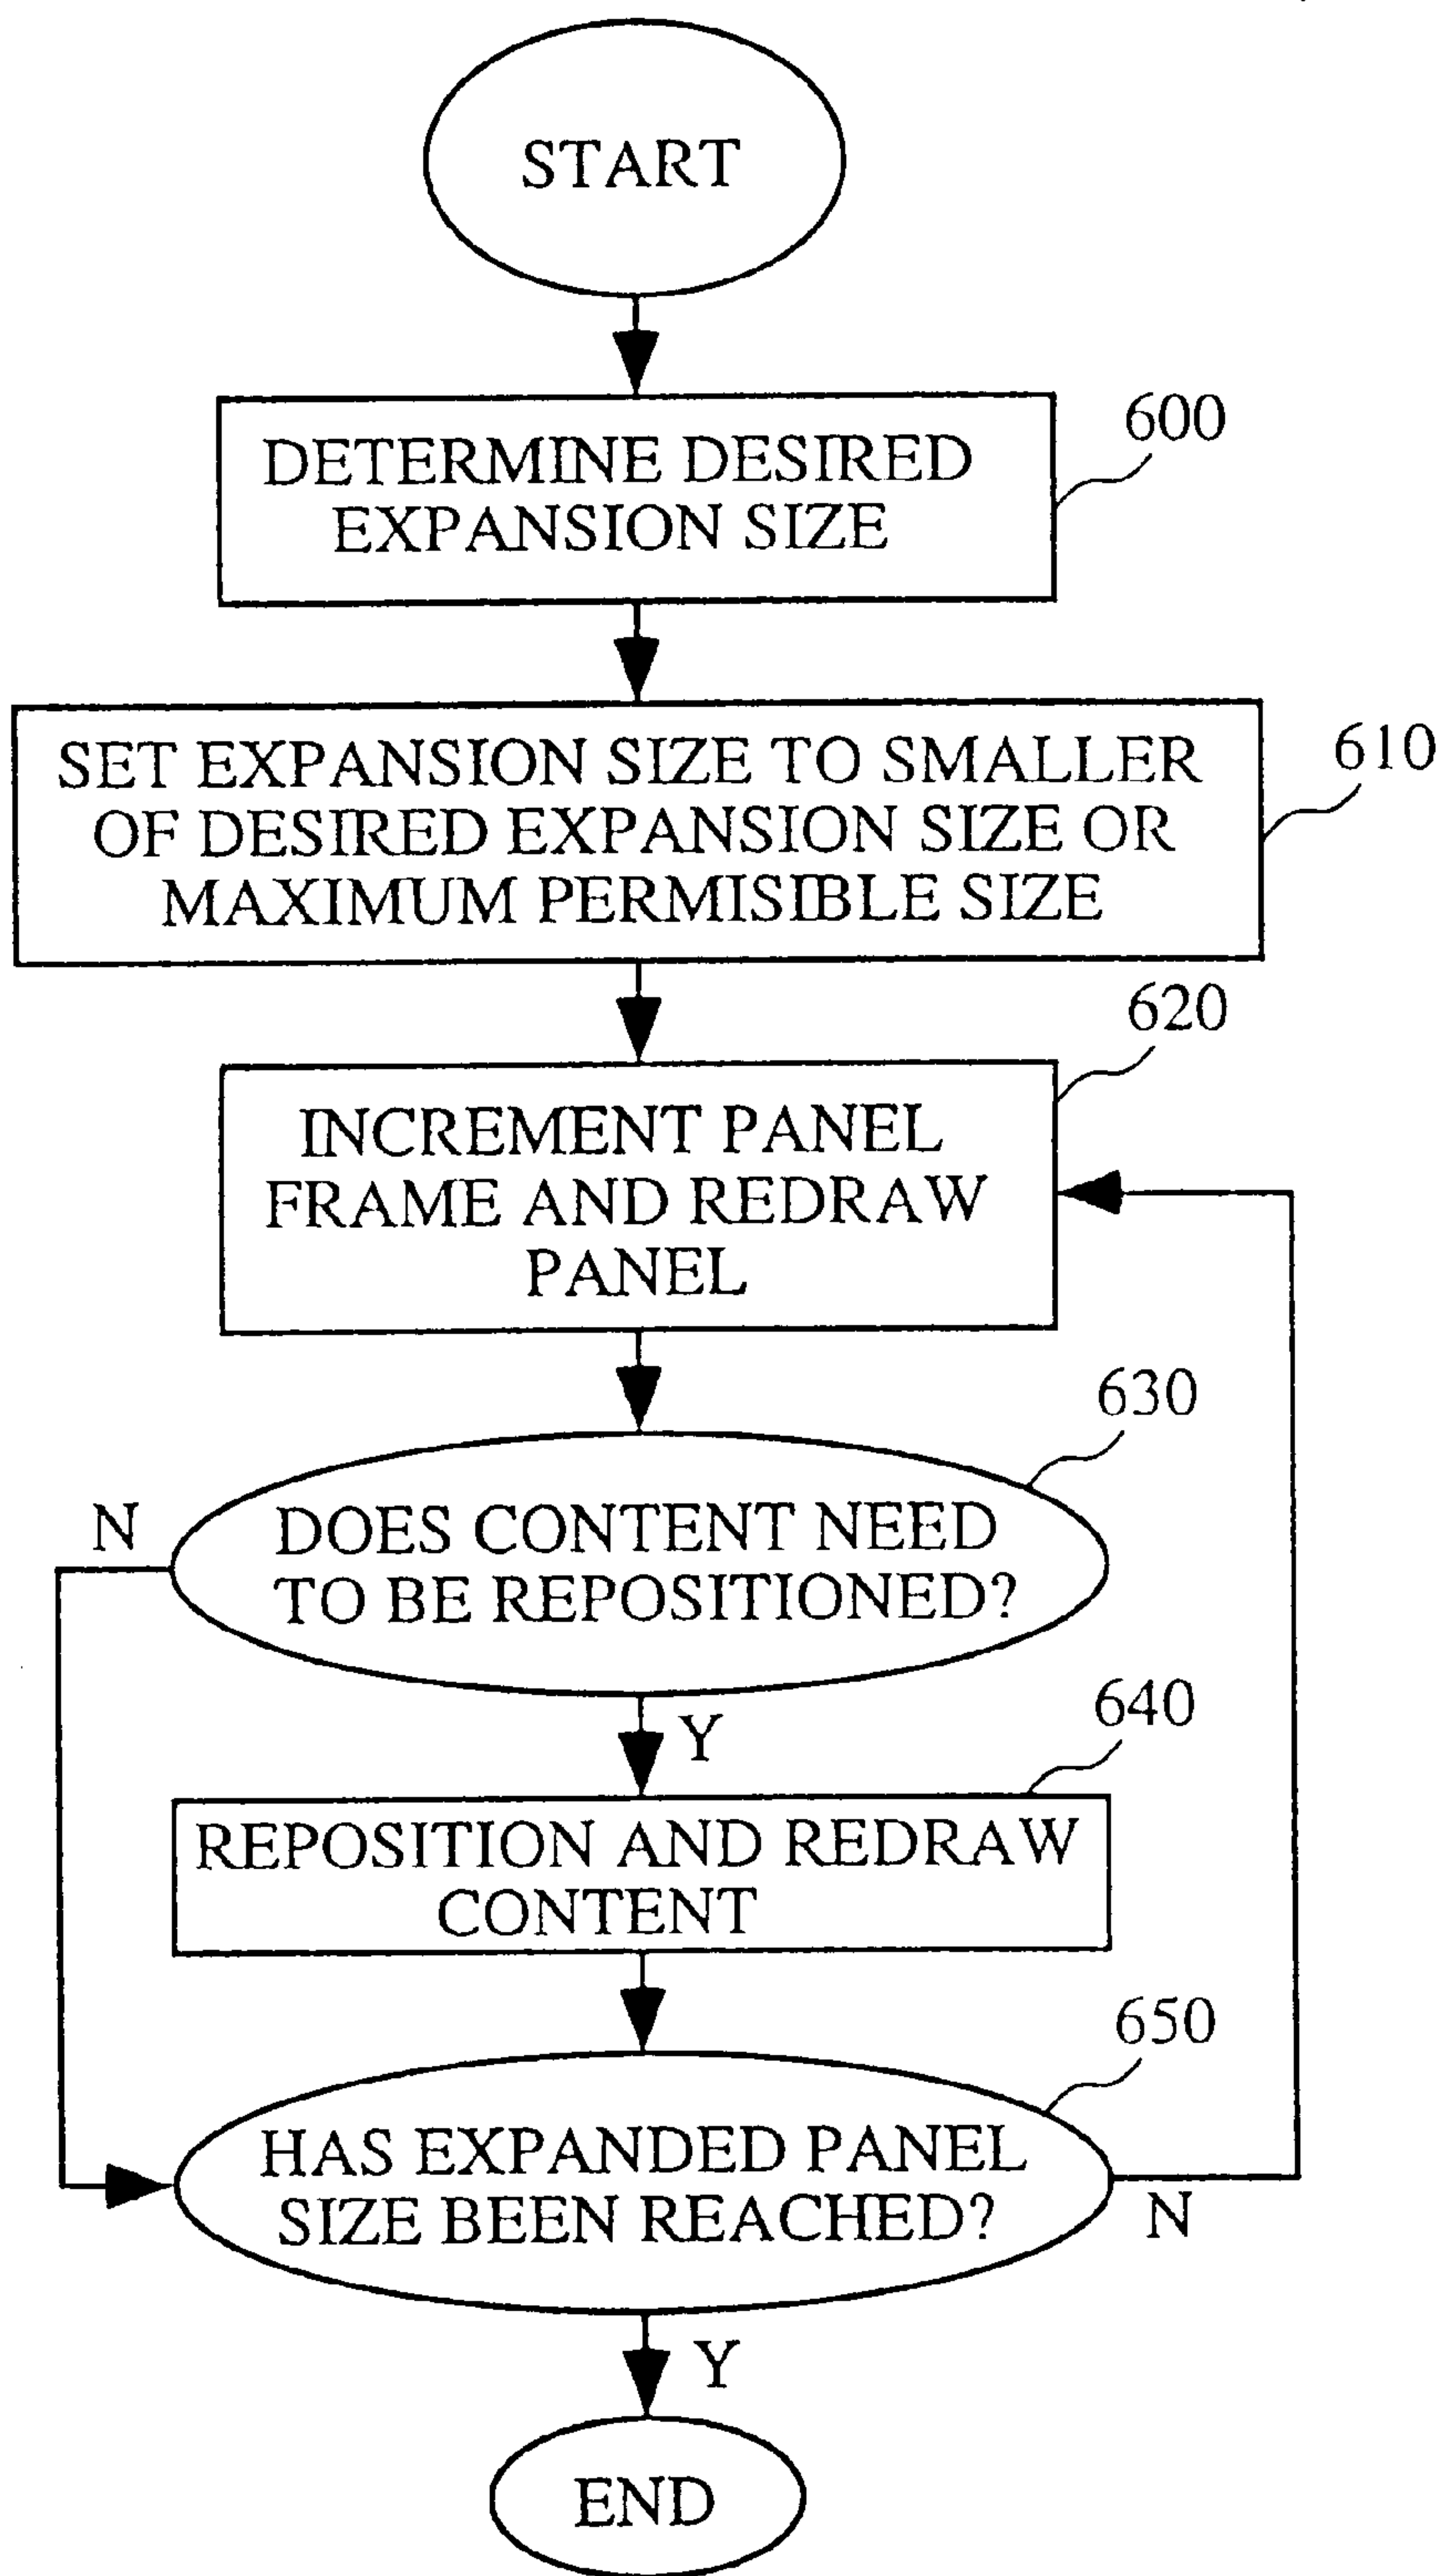 START
600
DETERMINE DESIRED
EXPANSION SIZE
610
SET EXPANSION SIZE TO SMALLER
OF DESIRED EXPANSION SIZE OR
MAXIMUM PERMISIBLE SIZE
620
INCREMENT PANEL
FRAME AND REDRAW
PANEL
630
N
DOES CONTENT NEED
TO BE REPOSITIONED?
Y
640
REPOSITION AND REDRAW
CONTENT
650
HAS EXPANDED PANEL
SIZE BEEN REACHED?
N
Y
END